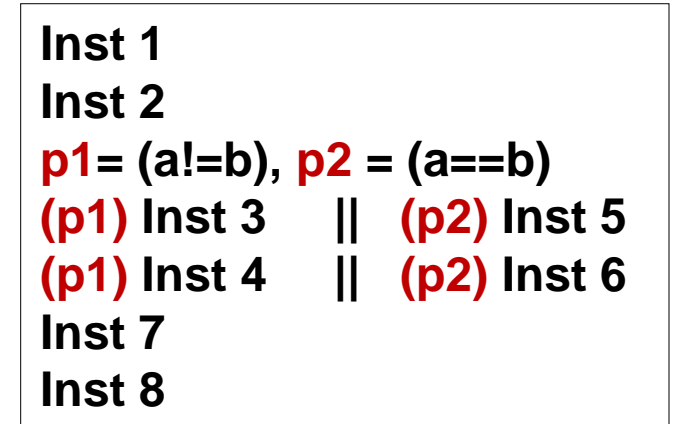 Inst 1
Inst 2
p1= (a!=b), p2 = (a==b)
(p1) Inst 3 || (p2) Inst 5
(p1) Inst 4 || (p2) Inst 6
Inst 7
Inst 8